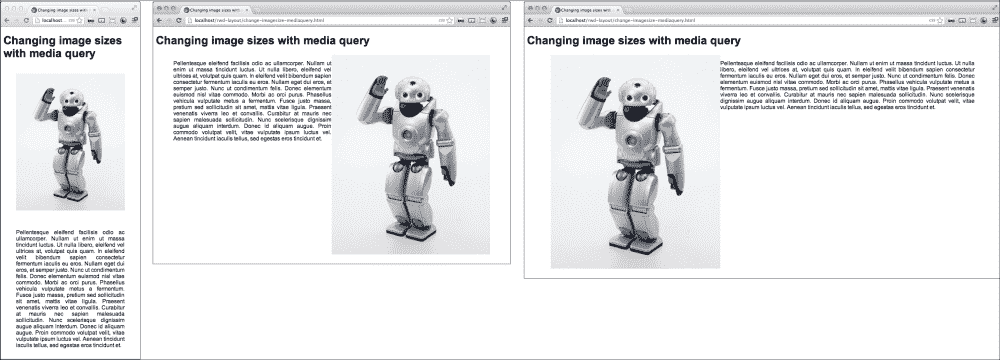 Changing image sizes with
localhost...
Changing image sizes
with media query
Pellentesque eleifend facilisis odio ac
ullamcorper. Nullam ut enim ut massa
tincidunt luctus. Ut nulla libero, eleifend vel
ultrices at, volutpat quis quam. In eleifend
velit bibendum sapien consectetur fermentum
iaculis eu eros. Nullam eget dui
eros, et semper justo. Nunc ut condimentum
felis. Donec elementum euismod nisl vitae
commodo. Morbi ac orci purus. Phasellus
vehicula vulputate metus a fermentum.
Fusce justo massa, pretium sed sollicitudin
sit amet, mattis vitae ligula. Praesent
venenatis viverra leo et convallis. Curabitur
at mauris nec sapien malesuada
sollicitudin. Nunc scelerisque dignissim
augue aliquam interdum. Donec id aliquam
augue. Proin commodo volutpat velit, vitae
vulputate ipsum luctus vel. Aenean tincidunt
iaculis tellus, sed egestas eros tincidunt et.
Changing image sizes with
localhost/rwd-layout/change-imagesize-mediaquery.html
Changing image sizes with media query
Pellentesque eleifend facilisis odio ac ullamcorper. Nullam ut
enim ut massa tincidunt luctus. Ut nulla libero, eleifend vel
ultrices at, volutpat quis quam. In eleifend velit bibendum sapien
consectetur fermentum iaculis eu eros. Nullam eget dui eros, et
semper justo. Nunc ut condimentum felis. Donec elementum
euismod nisl vitae commodo. Morbi ac orci purus. Phasellus
vehicula vulputate metus a fermentum. Fusce justo massa,
pretium sed sollicitudin sit amet, mattis vitae ligula. Praesent
venenatis viverra leo et convallis. Curabitur at mauris nec
sapien malesuada sollicitudin. Nunc scelerisque dignissim
augue aliquam interdum. Donec id aliquam augue. Proin
commodo volutpat velit, vitae vulputate ipsum luctus vel.
Aenean tincidunt iaculis tellus, sed egestas eros tincidunt et.
Changing image sizes with
localhost/rwd-layout/change-imagesize-mediaquery.html
Changing image sizes with media query
Pellentesque eleifend facilisis odio ac ullamcorper. Nullam ut enim ut massa tincidunt luctus. Ut nulla
libero, eleifend vel ultrices at, volutpat quis quam. In eleifend velit bibendum sapien consectetur
fermentum iaculis eu eros. Nullam eget dui eros, et semper justo. Nunc ut condimentum felis. Donec
elementum euismod nisl vitae commodo. Morbi ac orci purus. Phasellus vehicula vulputate metus a
fermentum. Fusce justo massa, pretium sed sollicitudin sit amet, mattis vitae ligula. Praesent venenatis
viverra leo et convallis. Curabitur at mauris nec sapien malesuada sollicitudin. Nunc scelerisque
dignissim augue aliquam interdum. Donec id aliquam augue. Proin commodo volutpat velit, vitae
vulputate ipsum luctus vel. Aenean tincidunt iaculis tellus, sed egestas eros tincidunt et.